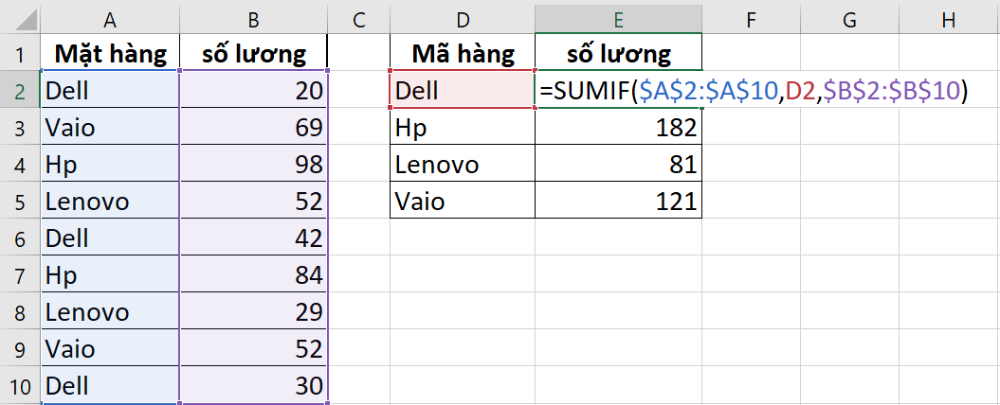 A B C D E F G H
1 Mặt hàng số lương Mã hàng số lương
2 Dell 20 Dell =SUMIF($A$2:$A$10,D2,$B$2:$B$10)
3 Vaio 69 Hp 182
4 Hp 98 Lenovo 81
5 Lenovo 52 Vaio 121
6 Dell 42
7 Hp 84
8 Lenovo 29
9 Vaio 52
10 Dell 30